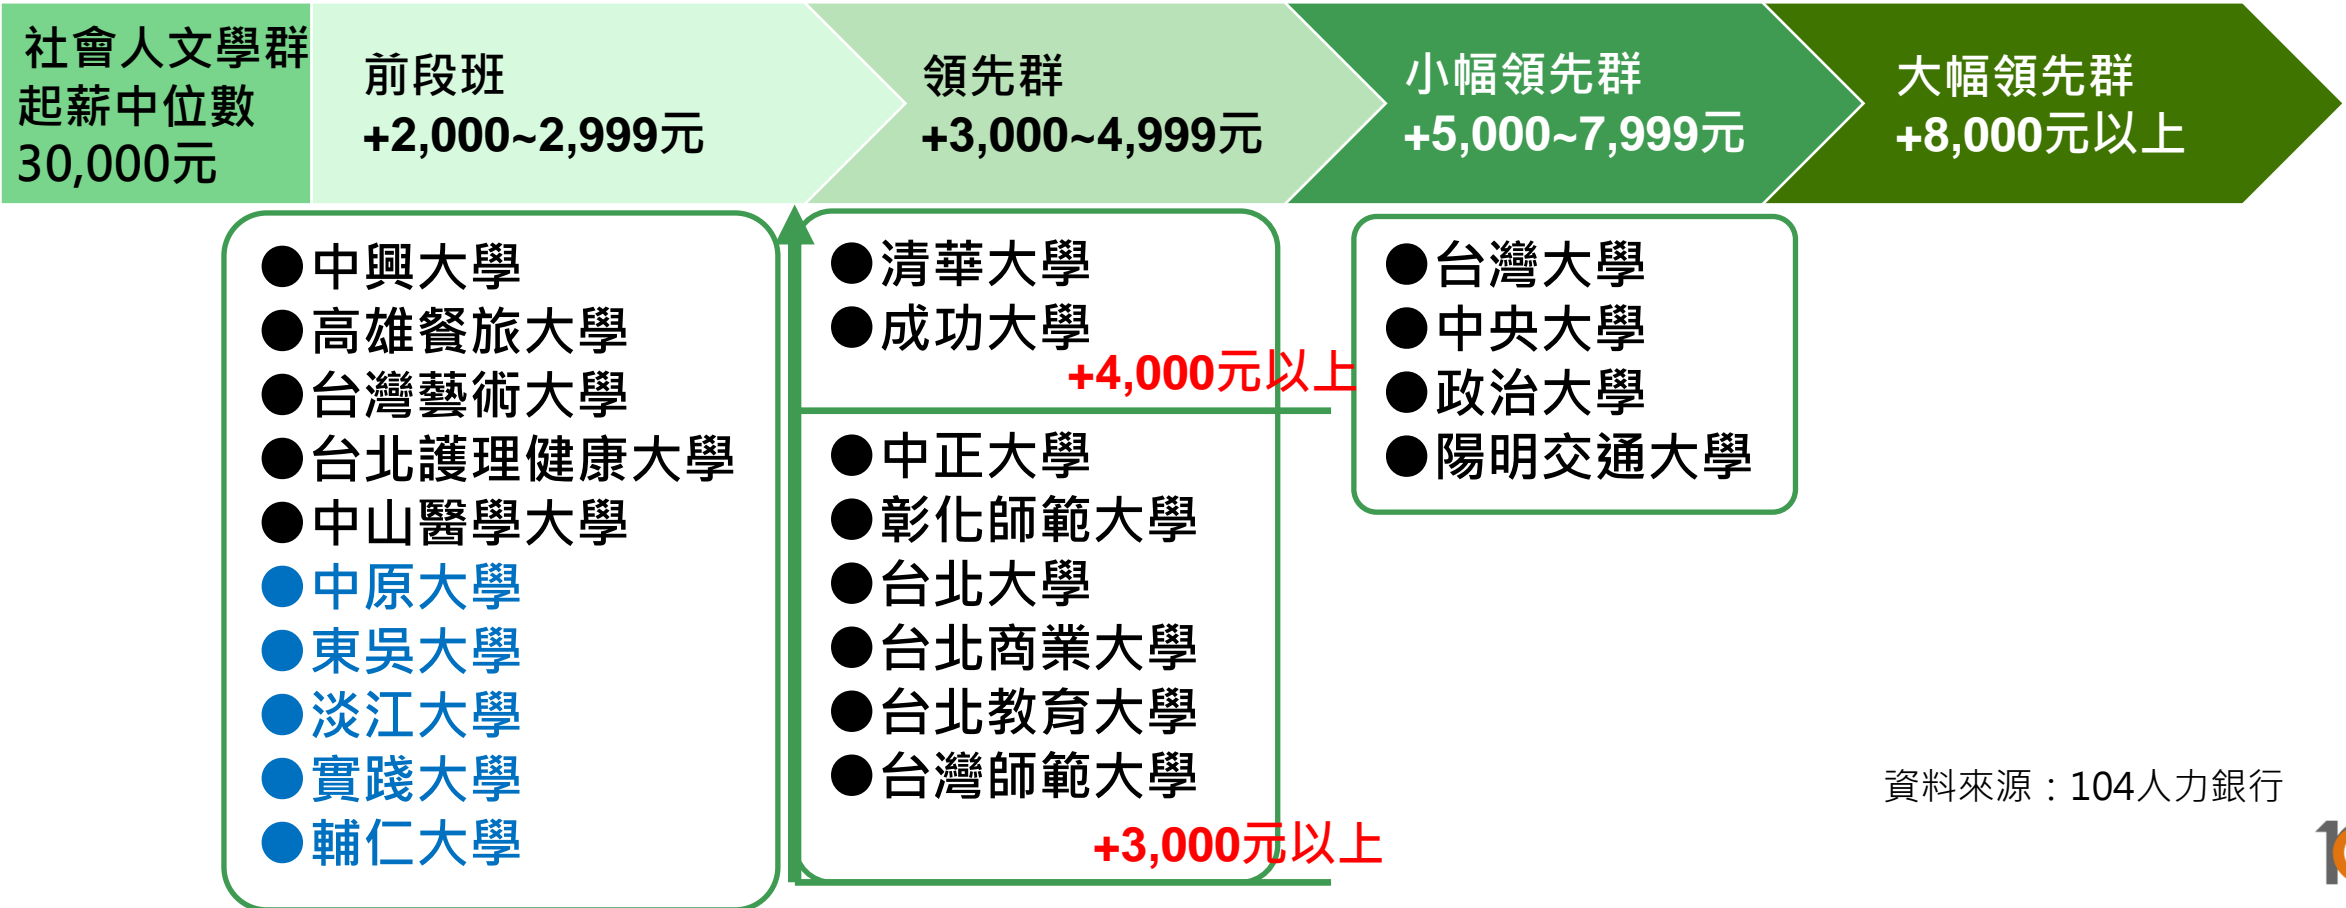 社會人文學群
起薪中位數
30,000元
前段班
+2,000~2,999元
領先群
+3,000~4,999元
小幅領先群
+5,000~7,999元
大幅領先群
+8,000元以上
●中興大學
●高雄餐旅大學
●台灣藝術大學
●台北護理健康大學
●中山醫學大學
●中原大學
●東吳大學
●淡江大學
●實踐大學
●輔仁大學
●清華大學
●成功大學
+4,000元以上
●中正大學
●彰化師範大學
●台北大學
●台北商業大學
●台北教育大學
●台灣師範大學
+3,000元以上
●台灣大學
●中央大學
●政治大學
●陽明交通大學
資料來源：104人力銀行